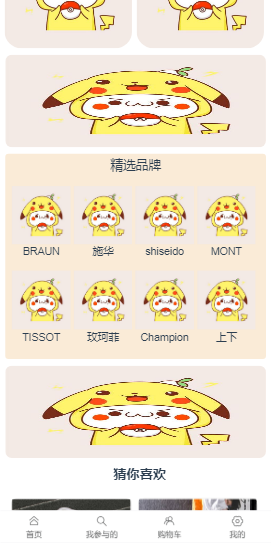 精选品牌
BRAUN 施华 shiseido MONT
TISSOT 玫珂菲 Champion 上下
猜你喜欢
首页 我参与的 购物车 我的